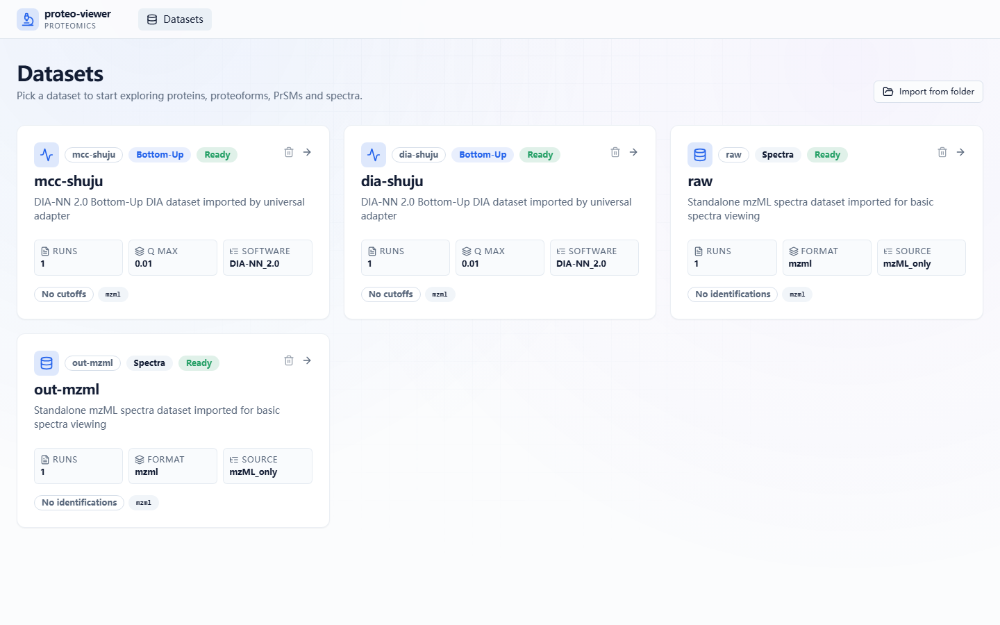 proteo-viewer
PROTEOMICS
Datasets
Datasets
Pick a dataset to start exploring proteins, proteoforms, PrSMs and spectra.
Import from folder
mcc-shuju Bottom-Up Ready
mcc-shuju
DIA-NN 2.0 Bottom-Up DIA dataset imported by universal
adapter
RUNS Q MAX SOFTWARE
1 0.01 DIA-NN_2.0
No cutoffs mzml
dia-shuju Bottom-Up Ready
dia-shuju
DIA-NN 2.0 Bottom-Up DIA dataset imported by universal
adapter
RUNS Q MAX SOFTWARE
1 0.01 DIA-NN_2.0
No cutoffs mzml
raw Spectra Ready
raw
Standalone mzML spectra dataset imported for basic
spectra viewing
RUNS FORMAT SOURCE
1 mzml mzML_only
No identifications mzml
out-mzml Spectra Ready
out-mzml
Standalone mzML spectra dataset imported for basic
spectra viewing
RUNS FORMAT SOURCE
1 mzml mzML_only
No identifications mzml